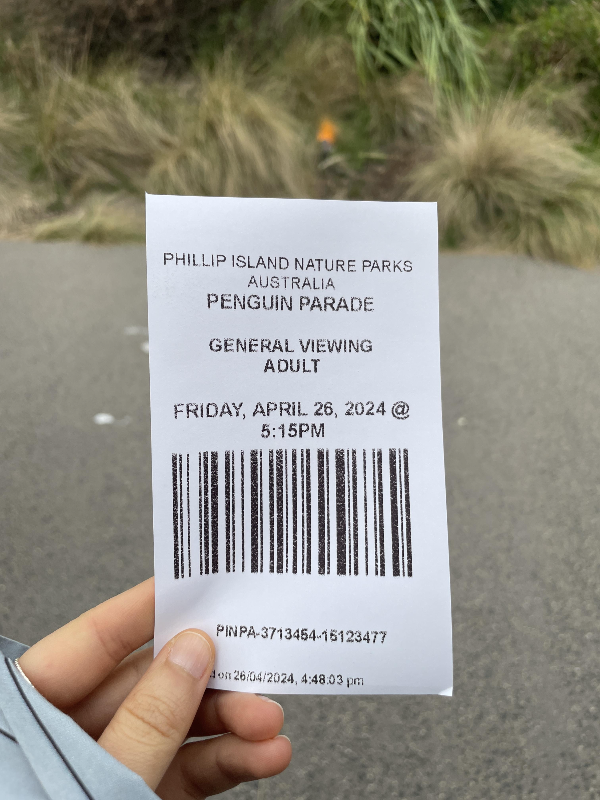 PHILLIP ISLAND NATURE PARKS
AUSTRALIA
PENGUIN PARADE
GENERAL VIEWING
ADULT
FRIDAY, APRIL 26, 2024 @
5:15PM
PINPA-3713454-15123477
on 26/04/2024, 4:48:03 pm